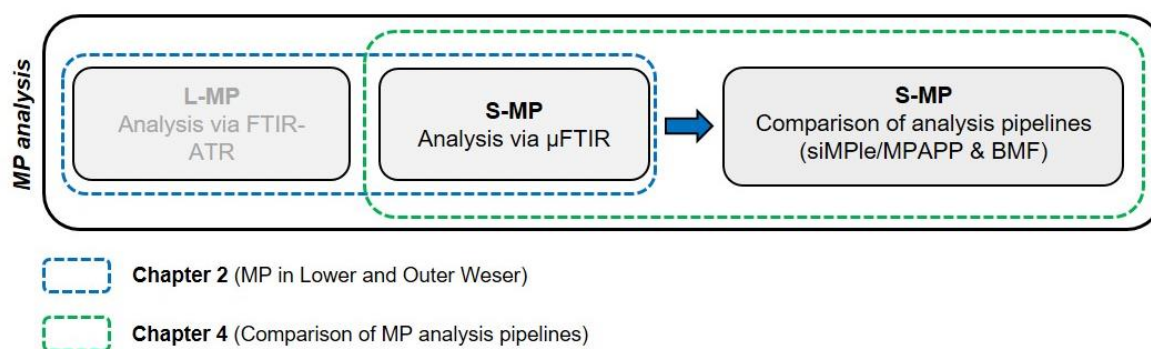 MP analysis
L-MP
Analysis via FTIR-
ATR
S-MP
Analysis via µFTIR
S-MP
Comparison of analysis pipelines
(siMPle/MPAPP & BMF)
Chapter 2 (MP in Lower and Outer Weser)
Chapter 4 (Comparison of MP analysis pipelines)